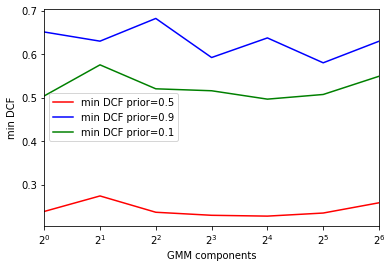 0.7
0.6
0.5
0.4
0.3
min DCF
min DCF prior=0.5
min DCF prior=0.9
min DCF prior=0.1
2⁰ 2¹ 2² 2³ 2⁴ 2⁵ 2⁶
GMM components